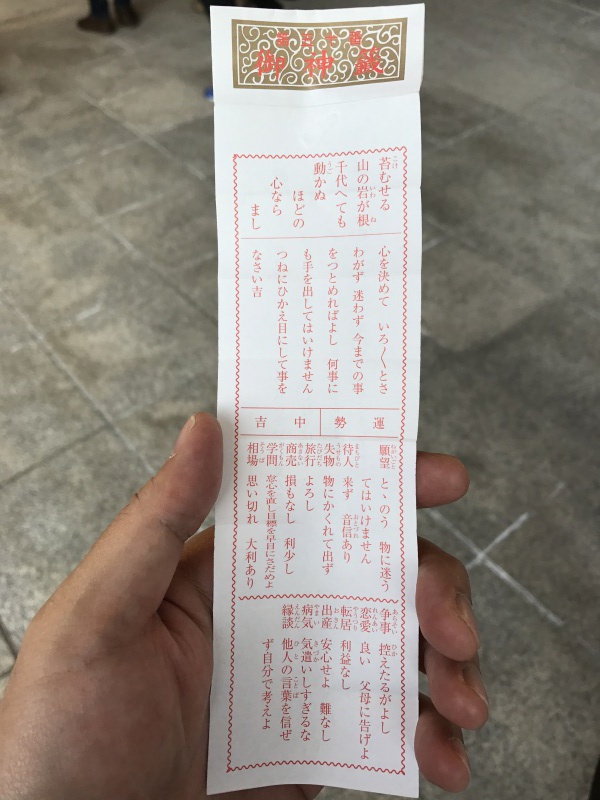 第五十番
御神籤
苔むせる
山の岩が根
千代へても
動かぬ
ほどの
心なら
まし
心を決めて いろ〱とさ
わがず 迷わず 今までの事
をつとめればよし 何事に
も手を出してはいけません
つねにひかえ目にして事を
なさい吉
運勢
中吉
願望 とゝのう 物に迷う
てはいけません
待人 来ず 音信あり
失物 物にかくれて出ず
旅行 よろし
商売 損もなし 利少し
学問 怠心を直し目標を早目にさだめよ
相場 思い切れ 大利あり
争事 控えたるがよし
恋愛 良い 父母に告げよ
転居 利益なし
出産 安心せよ 難なし
病気 気遣いしすぎるな
縁談 他人の言葉を信ぜ
ず自分で考えよ